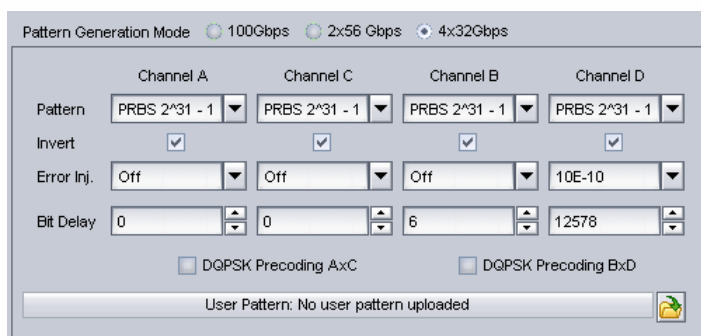 Pattern Generation Mode 100Gbps 2x56 Gbps 4x32Gbps
Channel A Channel C Channel B Channel D
Pattern PRBS 2^31 - 1 PRBS 2^31 - 1 PRBS 2^31 - 1 PRBS 2^31 - 1
Invert
Error Inj. Off Off Off 10E-10
Bit Delay 0 0 6 12578
DQPSK Precoding AxC DQPSK Precoding BxD
User Pattern: No user pattern uploaded